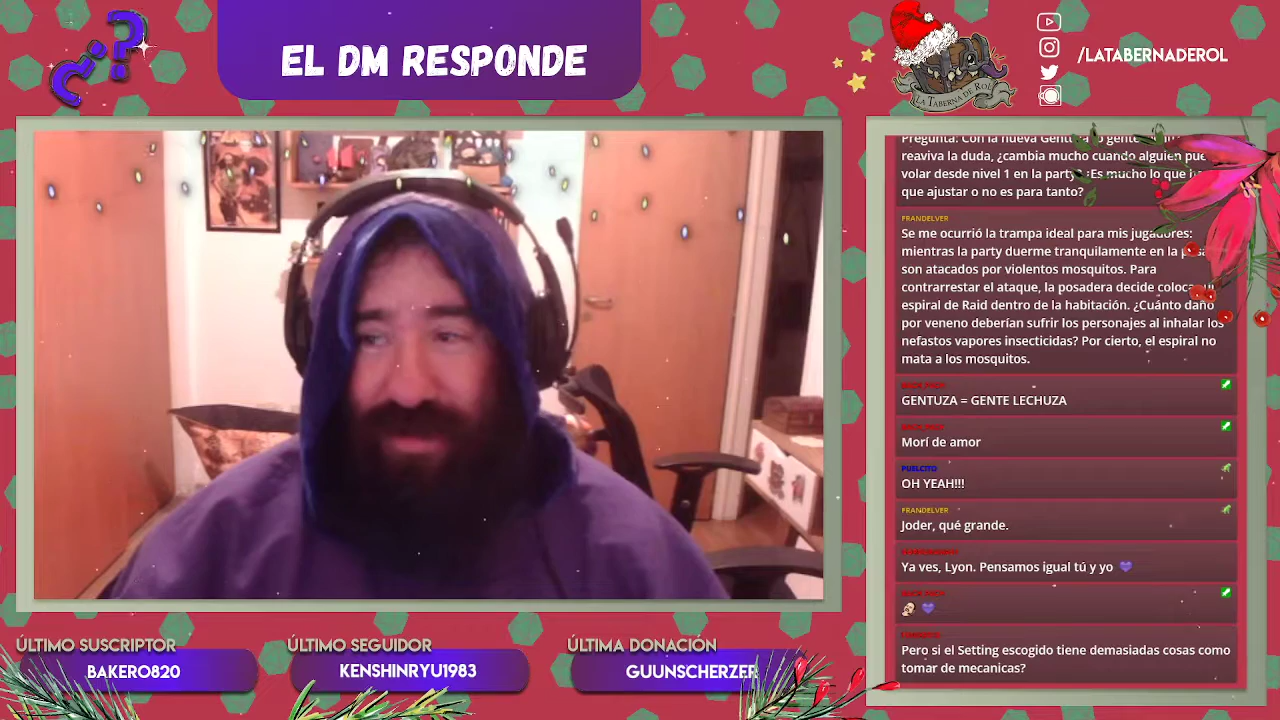 ¿?
EL DM RESPONDE
LA TABERNA DE ROL
/LATABERNADEROL
Pregunta: Con la nueva
reaviva la duda, ¿cambia mucho cuando alguien
volar desde nivel 1 en la party? ¿Es mucho lo que
que ajustar o no es para tanto?
FRANDELVER
Se me ocurrió la trampa ideal para mis jugadores:
mientras la party duerme tranquilamente en la
son atacados por violentos mosquitos. Para
contrarrestar el ataque, la posadera decide
espiral de Raid dentro de la habitación. ¿Cuánto daño
por veneno deberían sufrir los personajes al inhalar los
nefastos vapores insecticidas? Por cierto, el espiral no
mata a los mosquitos.
GENTUZA = GENTE LECHUZA
Morí de amor
PUELCITO
OH YEAH!!!
FRANDELVER
Joder, qué grande.
Ya ves, Lyon. Pensamos igual tú y yo
Pero si el Setting escogido tiene demasiadas cosas como
tomar de mecanicas?
ÚLTIMO SUSCRIPTOR
BAKERO820
ÚLTIMO SEGUIDOR
KENSHINRYU1983
ÚLTIMA DONACIÓN
GUUNSCHERZER